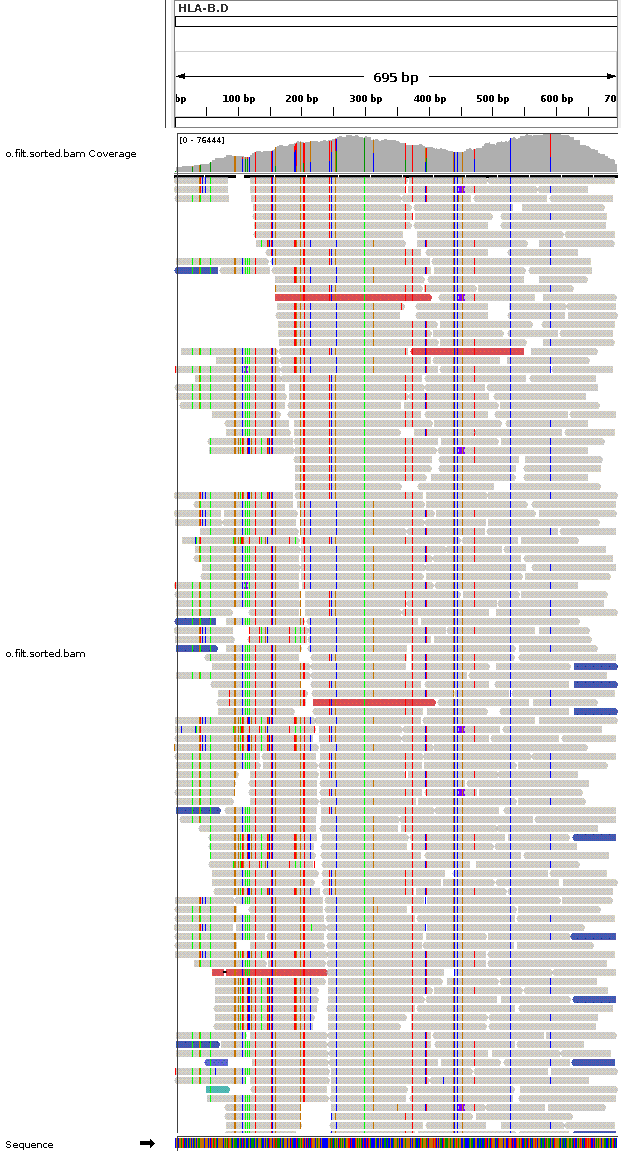 HLA-B.D
695 bp
bp 100 bp 200 bp 300 bp 400 bp 500 bp 600 bp 70
[0 - 76444]
o.filt.sorted.bam Coverage
o.filt.sorted.bam
Sequence